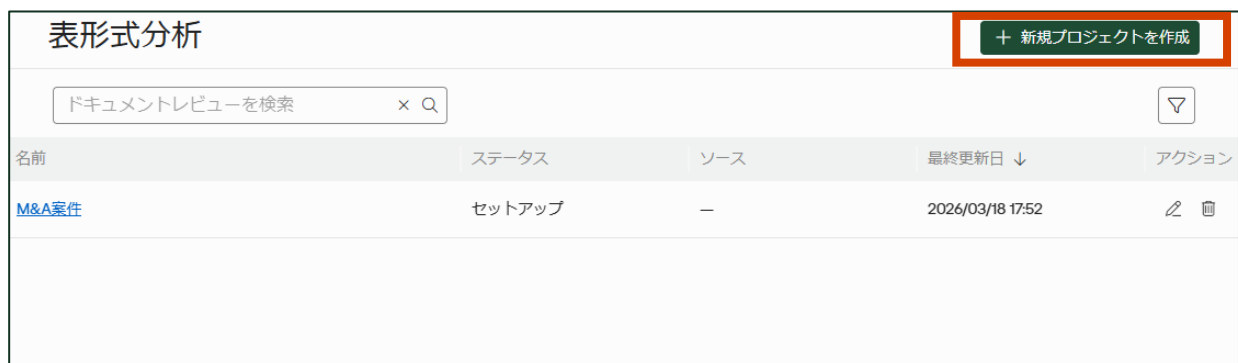 表形式分析
+ 新規プロジェクトを作成
ドキュメントレビューを検索
名前 ステータス ソース 最終更新日 ↓ アクション
M&A案件 セットアップ — 2026/03/18 17:52